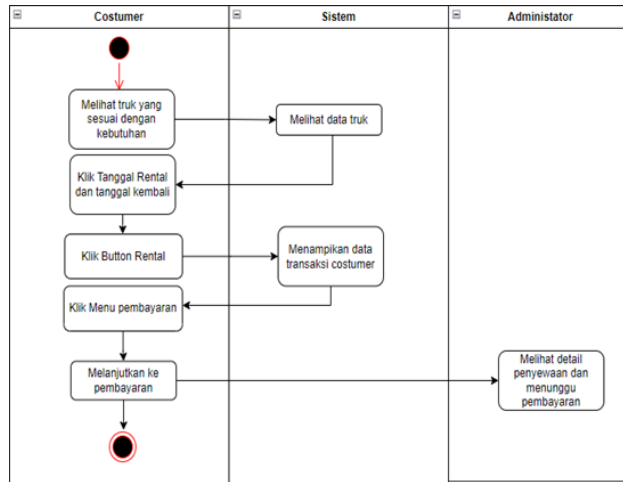 Costumer
Sistem
Administator
Melihat truk yang
sesuai dengan
kebutuhan
Melihat data truk
Klik Tanggal Rental
dan tanggal kembali
Klik Button Rental
Menampikan data
transaksi costumer
Klik Menu pembayaran
Melanjutkan ke
pembayaran
Melihat detail
penyewaan dan
menunggu
pembayaran